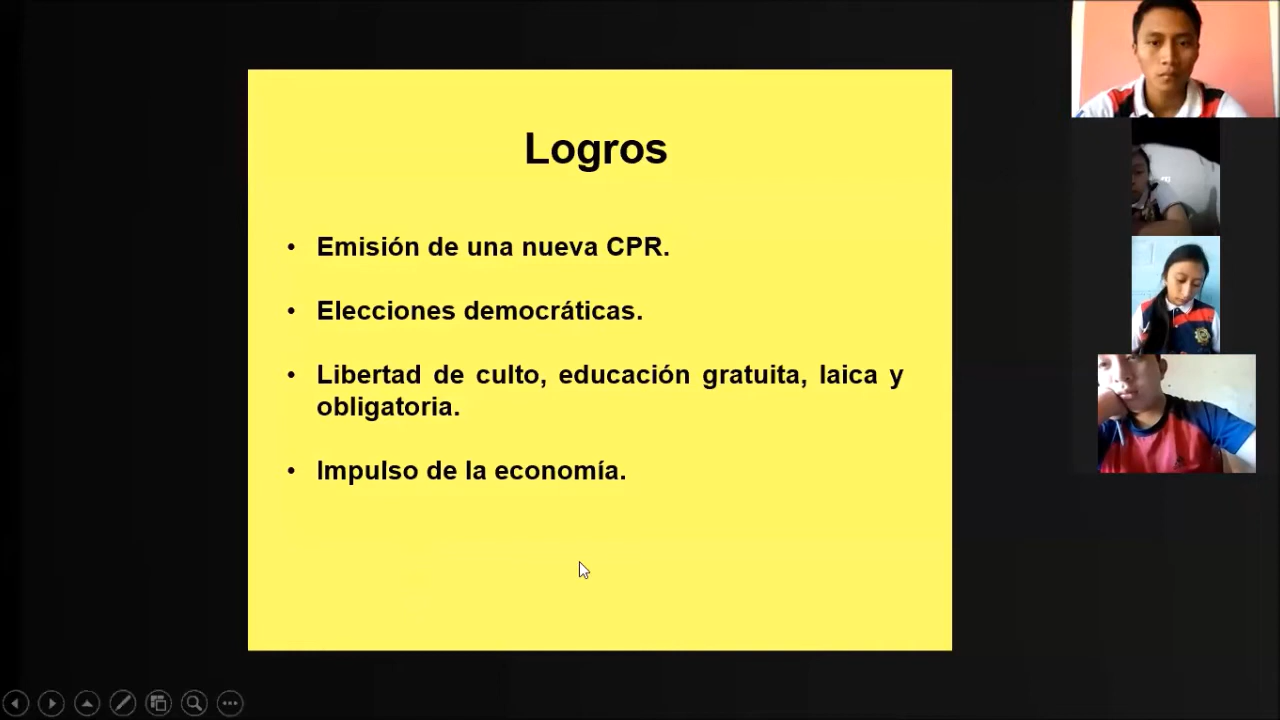 Logros
• Emisión de una nueva CPR.
• Elecciones democráticas.
• Libertad de culto, educación gratuita, laica y
obligatoria.
• Impulso de la economía.